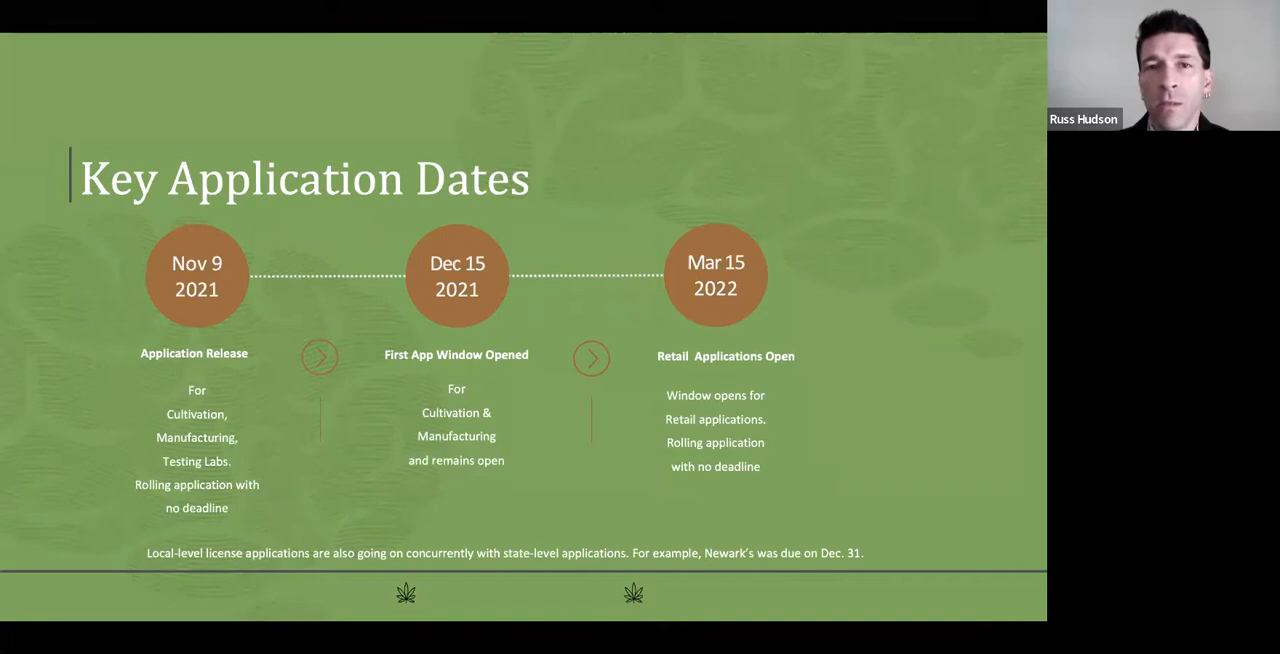 Russ Hudson
Key Application Dates
Nov 9
2021
Dec 15
2021
Mar 15
2022
Application Release
For
Cultivation,
Manufacturing,
Testing Labs.
Rolling application with
no deadline
First App Window Opened
For
Cultivation &
Manufacturing
and remains open
Retail Applications Open
Window opens for
Retail applications.
Rolling application
with no deadline
Local-level license applications are also going on concurrently with state-level applications. For example, Newark’s was due on Dec. 31.